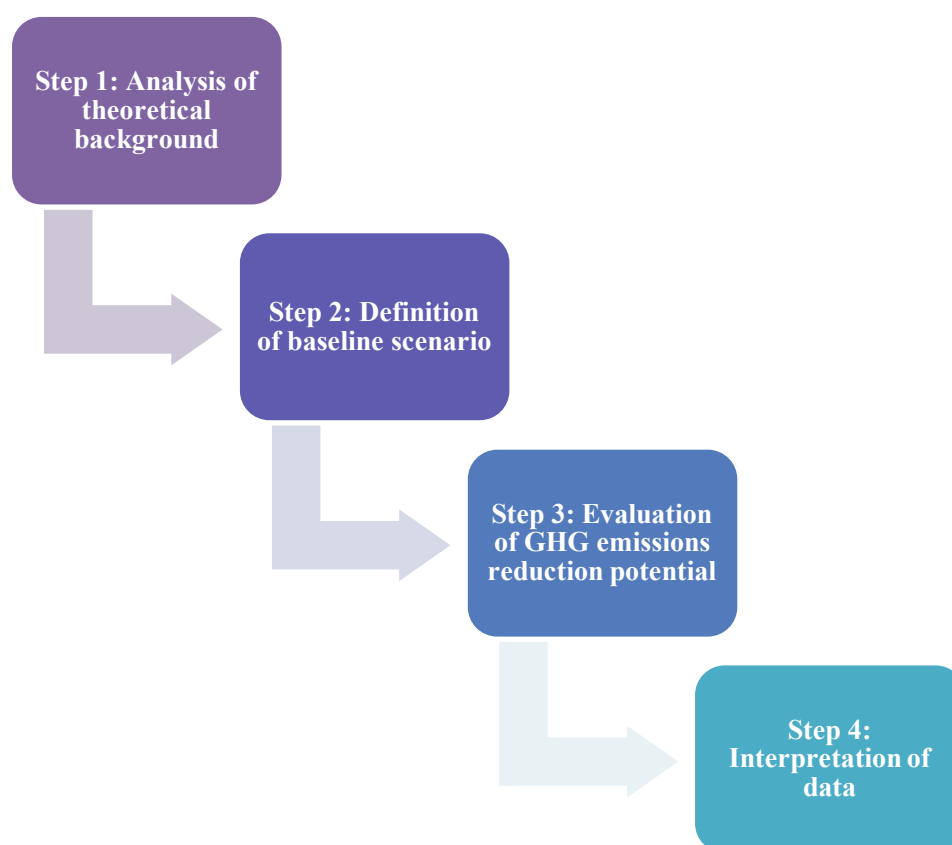 Step 1: Analysis of
theoretical
background
Step 2: Definition
of baseline scenario
Step 3: Evaluation
of GHG emissions
reduction potential
Step 4:
Interpretation of
data